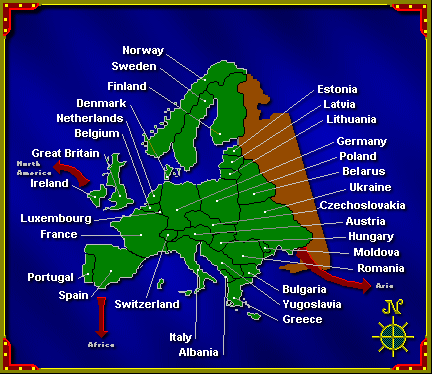 Norway
Sweden
Finland
Denmark
Netherlands
Belgium
Great Britain
North
America
Ireland
Luxembourg
France
Portugal
Spain
Switzerland
Africa
Italy
Albania
Estonia
Latvia
Lithuania
Germany
Poland
Belarus
Ukraine
Czechoslovakia
Austria
Hungary
Moldova
Romania
Asia
Bulgaria
Yugoslavia
Greece
N